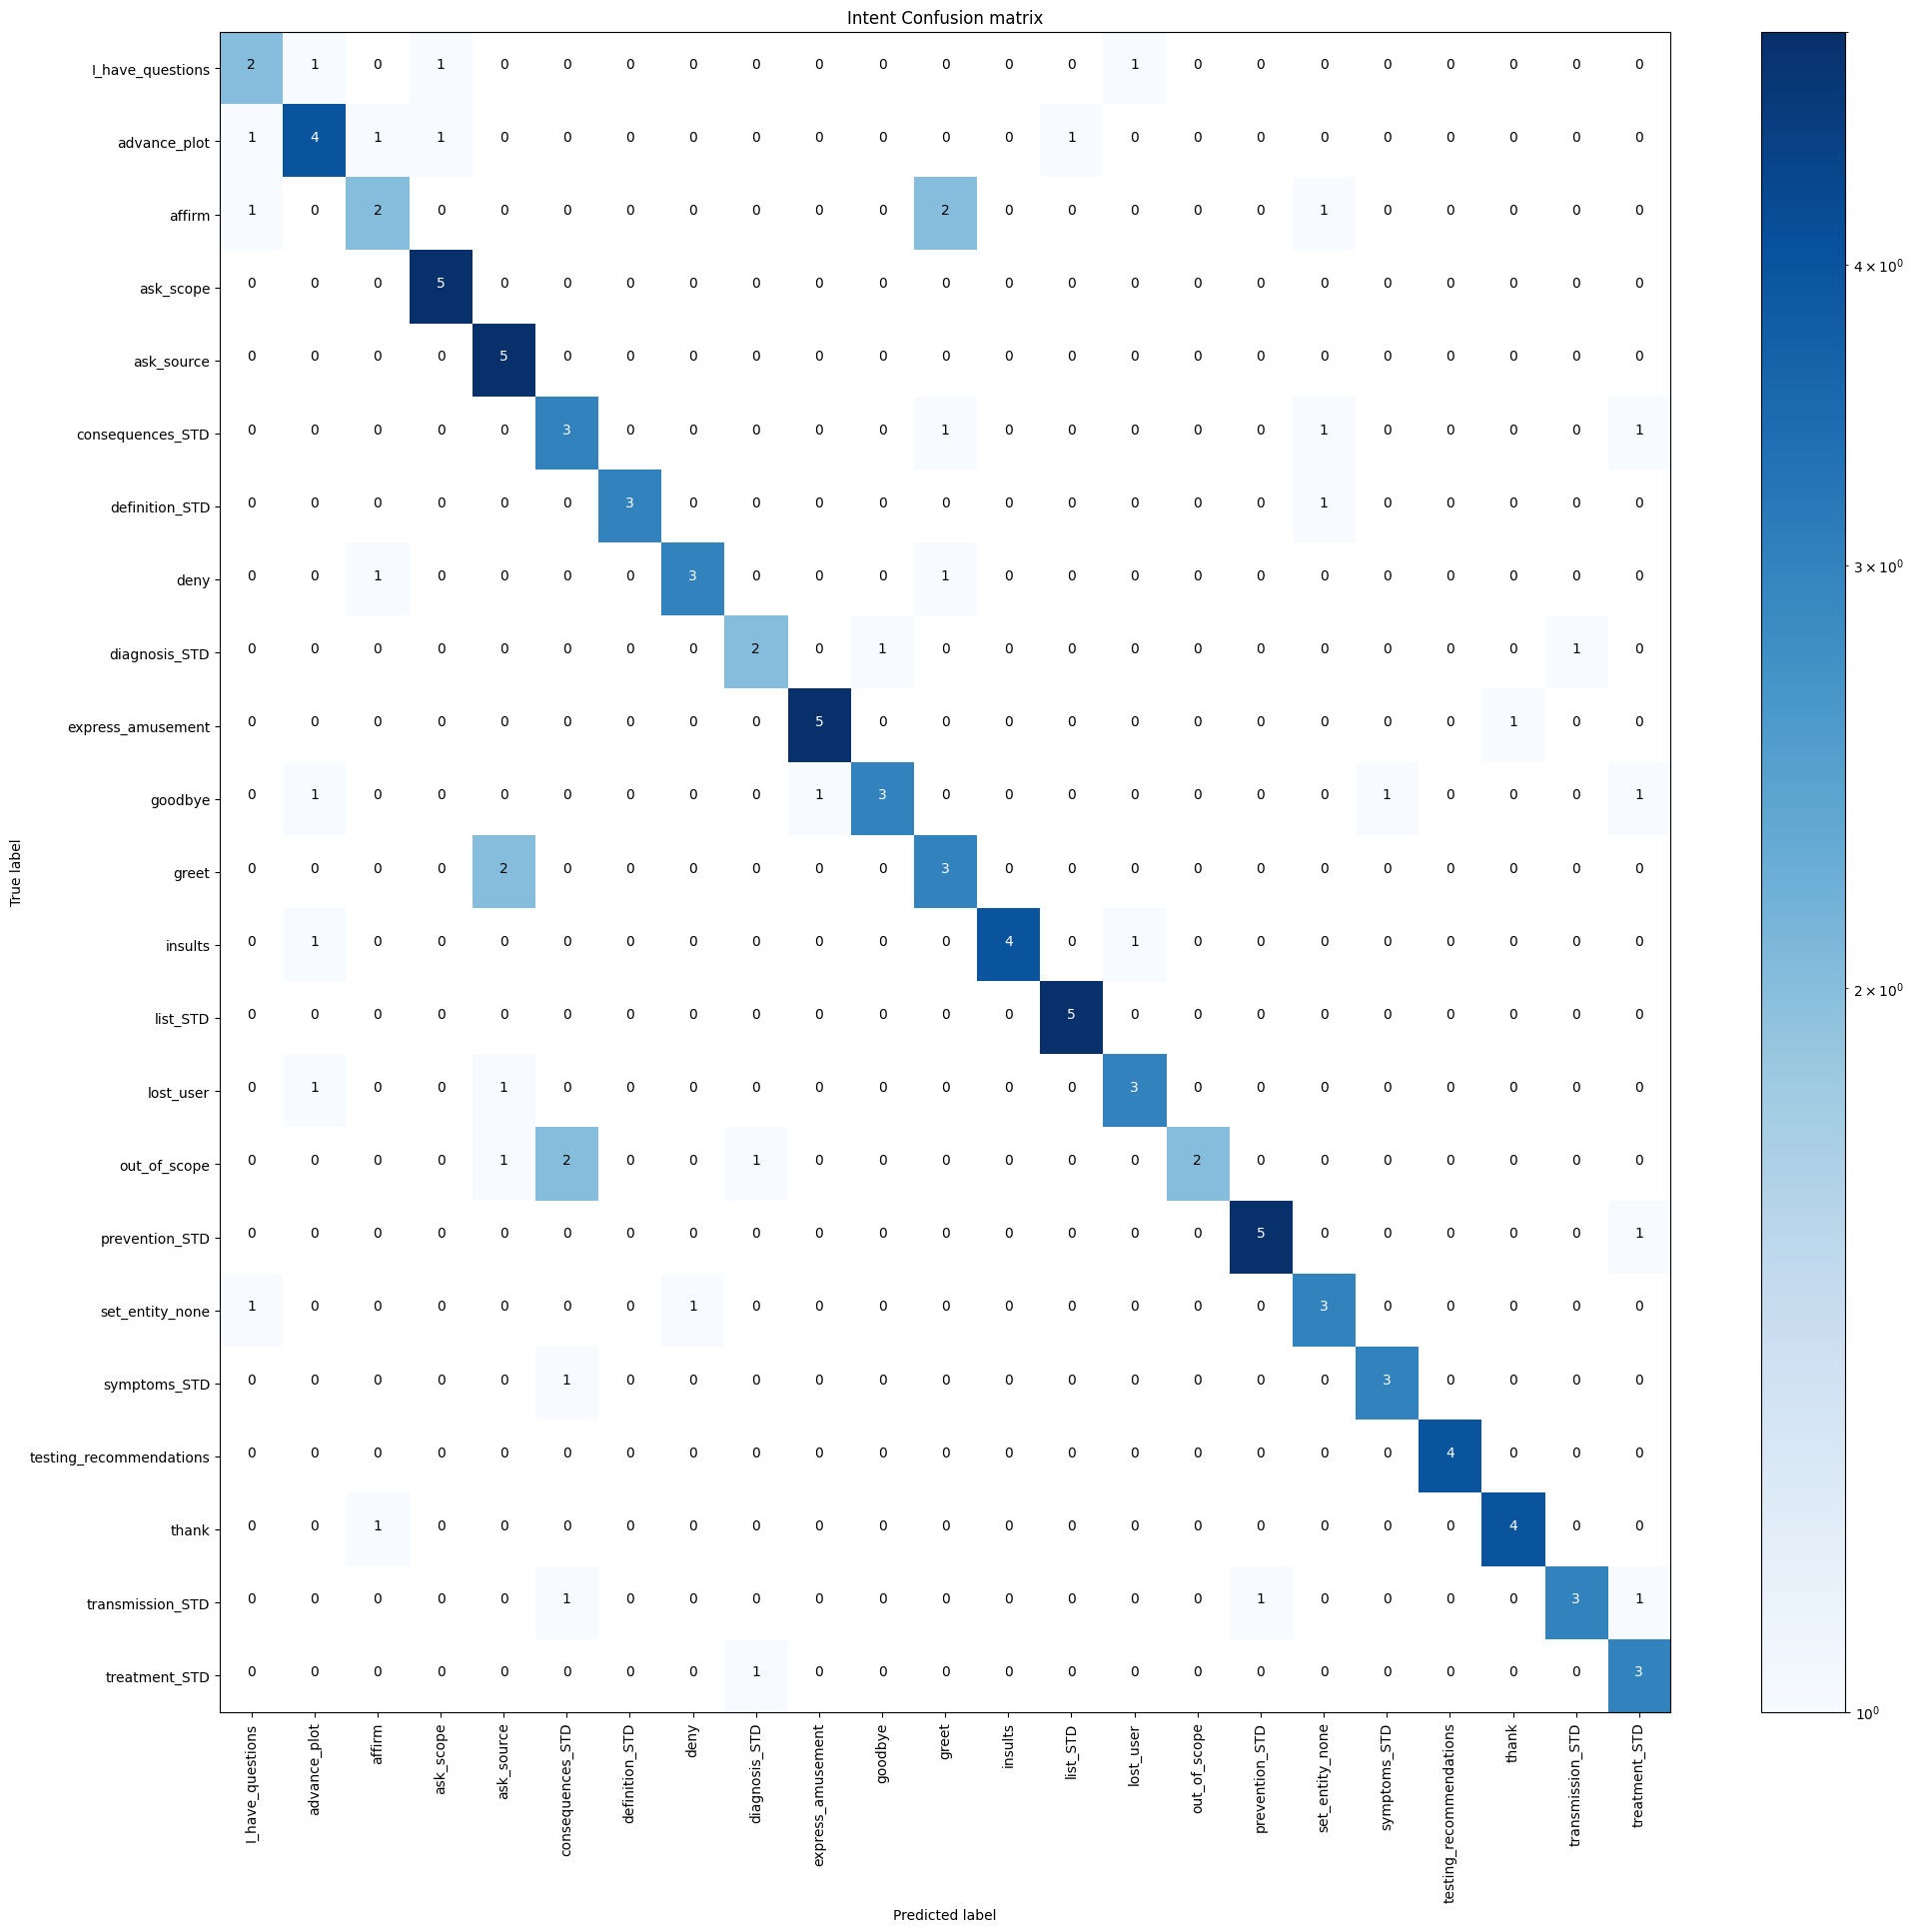 Intent Confusion matrix
I_have_questions 2 1 0 1 0 0 0 0 0 0 0 0 0 0 1 0 0 0 0 0 0 0 0
advance_plot 1 4 1 1 0 0 0 0 0 0 0 0 0 1 0 0 0 0 0 0 0 0 0
affirm 1 0 2 0 0 0 0 0 0 0 0 2 0 0 0 0 0 1 0 0 0 0 0
ask_scope 0 0 0 5 0 0 0 0 0 0 0 0 0 0 0 0 0 0 0 0 0 0 0
4 × 10⁰
ask_source 0 0 0 0 5 0 0 0 0 0 0 0 0 0 0 0 0 0 0 0 0 0 0
consequences_STD 0 0 0 0 0 3 0 0 0 0 0 1 0 0 0 0 0 1 0 0 0 0 1
definition_STD 0 0 0 0 0 0 3 0 0 0 0 0 0 0 0 0 0 1 0 0 0 0 0
3 × 10⁰
deny 0 0 1 0 0 0 0 3 0 0 0 1 0 0 0 0 0 0 0 0 0 0 0
diagnosis_STD 0 0 0 0 0 0 0 0 2 0 1 0 0 0 0 0 0 0 0 0 0 1 0
express_amusement 0 0 0 0 0 0 0 0 0 5 0 0 0 0 0 0 0 0 0 0 1 0 0
goodbye 0 1 0 0 0 0 0 0 0 1 3 0 0 0 0 0 0 0 1 0 0 0 1
True label
greet 0 0 0 0 2 0 0 0 0 0 0 3 0 0 0 0 0 0 0 0 0 0 0
insults 0 1 0 0 0 0 0 0 0 0 0 0 4 0 1 0 0 0 0 0 0 0 0
2 × 10⁰
list_STD 0 0 0 0 0 0 0 0 0 0 0 0 0 5 0 0 0 0 0 0 0 0 0
lost_user 0 1 0 0 1 0 0 0 0 0 0 0 0 0 3 0 0 0 0 0 0 0 0
out_of_scope 0 0 0 0 1 2 0 0 1 0 0 0 0 0 0 2 0 0 0 0 0 0 0
prevention_STD 0 0 0 0 0 0 0 0 0 0 0 0 0 0 0 0 5 0 0 0 0 0 1
set_entity_none 1 0 0 0 0 0 0 1 0 0 0 0 0 0 0 0 0 3 0 0 0 0 0
symptoms_STD 0 0 0 0 0 1 0 0 0 0 0 0 0 0 0 0 0 0 3 0 0 0 0
testing_recommendations 0 0 0 0 0 0 0 0 0 0 0 0 0 0 0 0 0 0 0 4 0 0 0
thank 0 0 1 0 0 0 0 0 0 0 0 0 0 0 0 0 0 0 0 0 4 0 0
transmission_STD 0 0 0 0 0 1 0 0 0 0 0 0 0 0 0 0 1 0 0 0 0 3 1
treatment_STD 0 0 0 0 0 0 0 0 1 0 0 0 0 0 0 0 0 0 0 0 0 0 3
10⁰
I_have_questions
advance_plot
affirm
ask_scope
ask_source
consequences_STD
definition_STD
deny
diagnosis_STD
express_amusement
goodbye
greet
insults
list_STD
lost_user
out_of_scope
prevention_STD
set_entity_none
symptoms_STD
testing_recommendations
thank
transmission_STD
treatment_STD
Predicted label